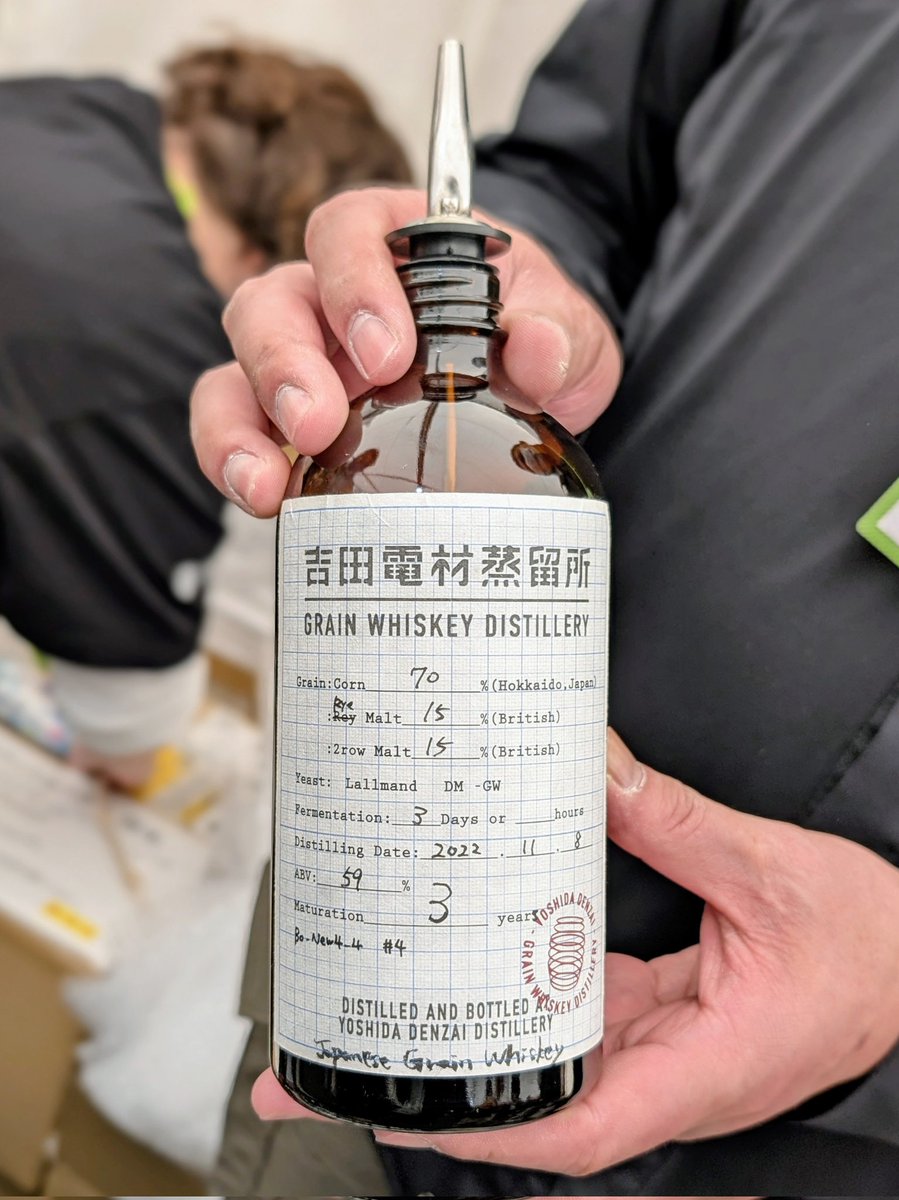 吉田電材蒸留所
GRAIN WHISKEY DISTILLERY
Grain:Corn 70 %(Hokkaido,Japan)
Rye
:Rey Malt 15 %(British)
:2row Malt 15 %(British)
Yeast: Lallmand DM -GW
Fermentation: 3 Days or ____hours
Distilling Date: 2022 . 11 . 8
ABV: 59 %
Maturation 3 years
Bo-New4-4 #4
YOSHIDA DENZAI
GRAIN WHISKEY DISTILLERY
DISTILLED AND BOTTLED AT
YOSHIDA DENZAI DISTILLERY
Japanese Grain Whiskey